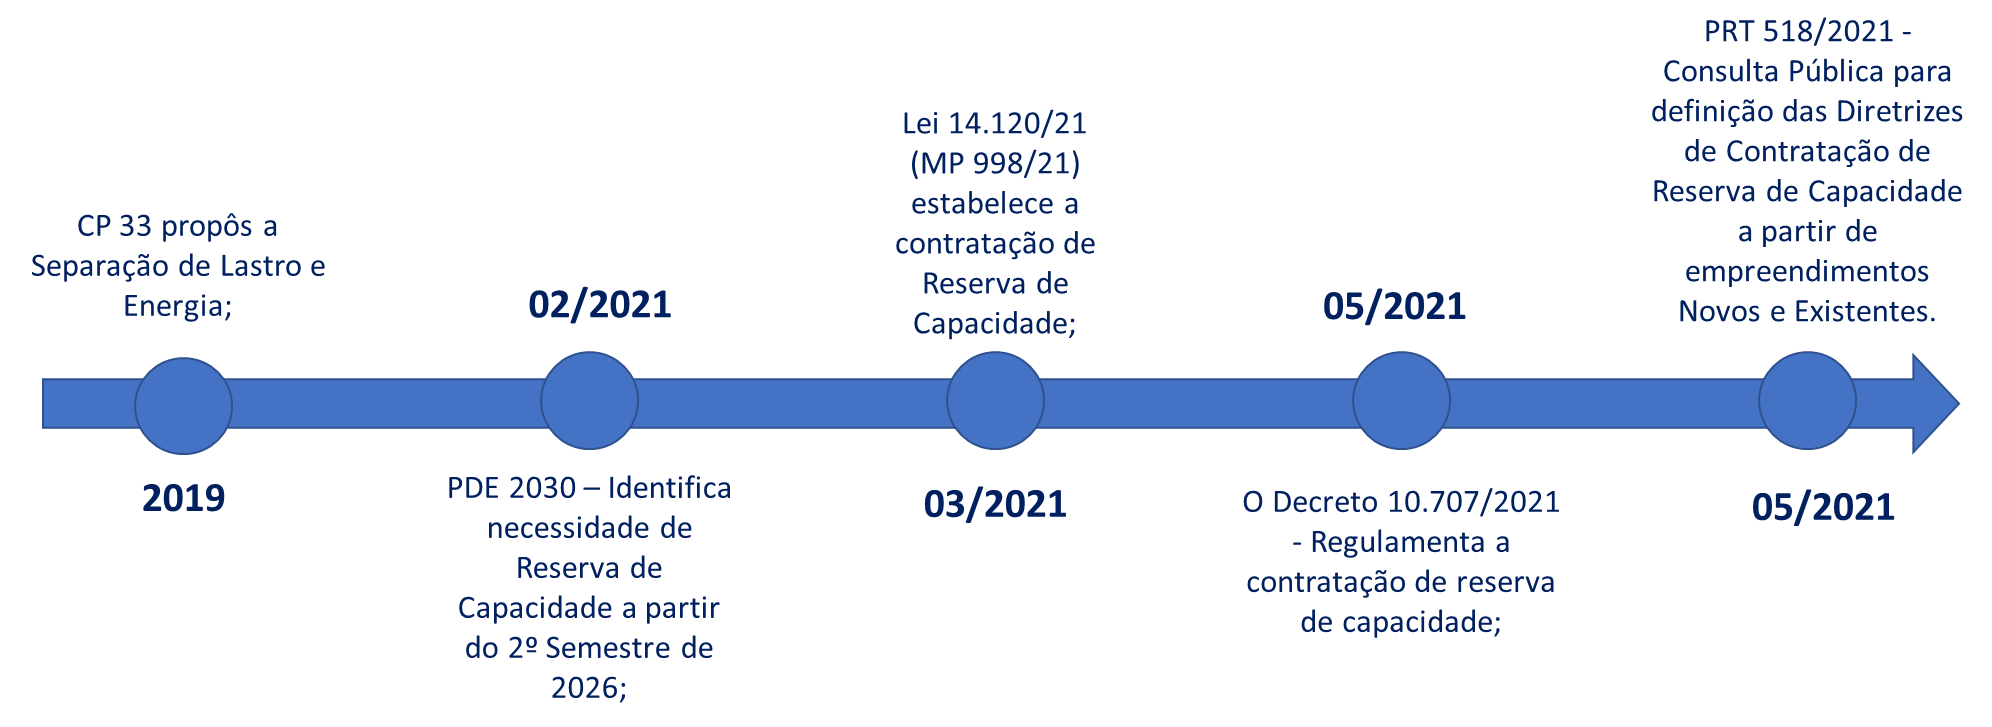 CP 33 propôs a
Separação de Lastro e
Energia;
2019
02/2021
PDE 2030 – Identifica
necessidade de
Reserva de
Capacidade a partir
do 2º Semestre de
2026;
Lei 14.120/21
(MP 998/21)
estabelece a
contratação de
Reserva de
Capacidade;
03/2021
05/2021
O Decreto 10.707/2021
- Regulamenta a
contratação de reserva
de capacidade;
PRT 518/2021 -
Consulta Pública para
definição das Diretrizes
de Contratação de
Reserva de Capacidade
a partir de
empreendimentos
Novos e Existentes.
05/2021